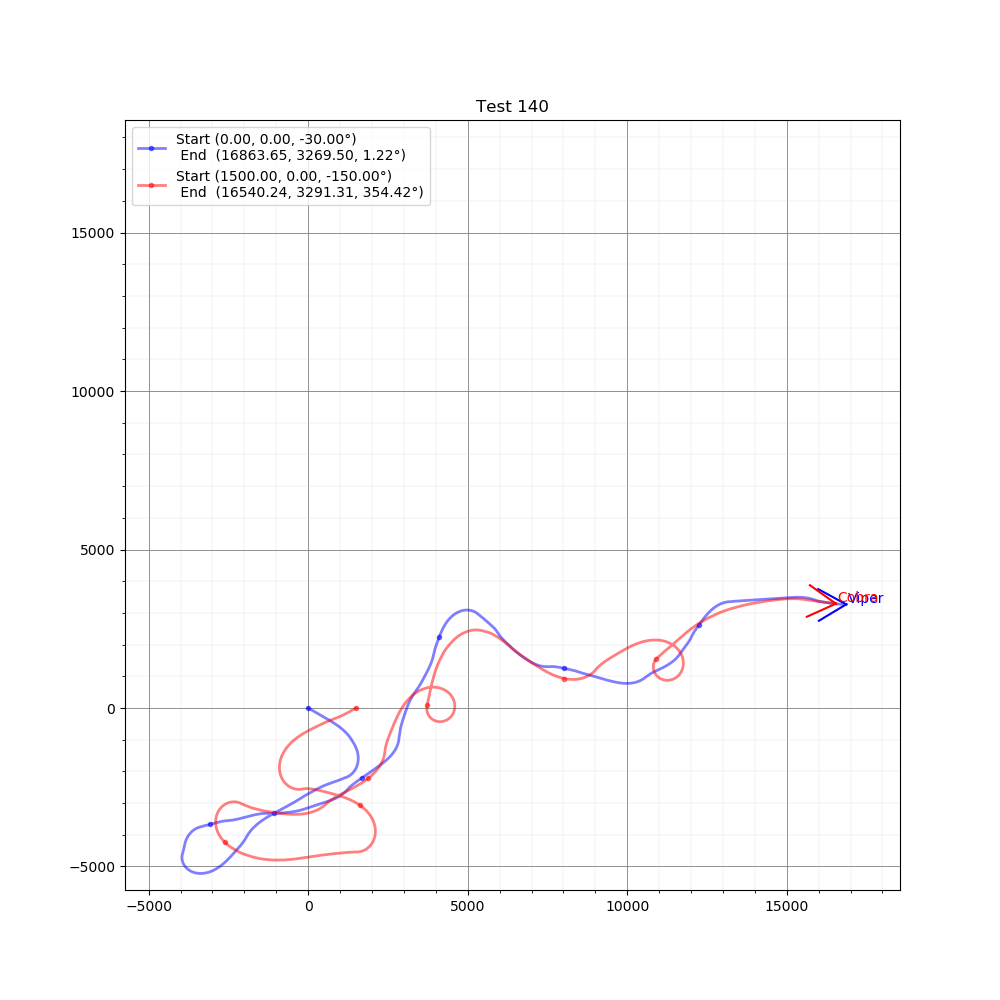 Test 140
Start (0.00, 0.00, -30.00°)
End (16863.65, 3269.50, 1.22°)
Start (1500.00, 0.00, -150.00°)
End (16540.24, 3291.31, 354.42°)
15000
10000
5000
0
−5000
Cobra
Viper
−5000
0
5000
10000
15000